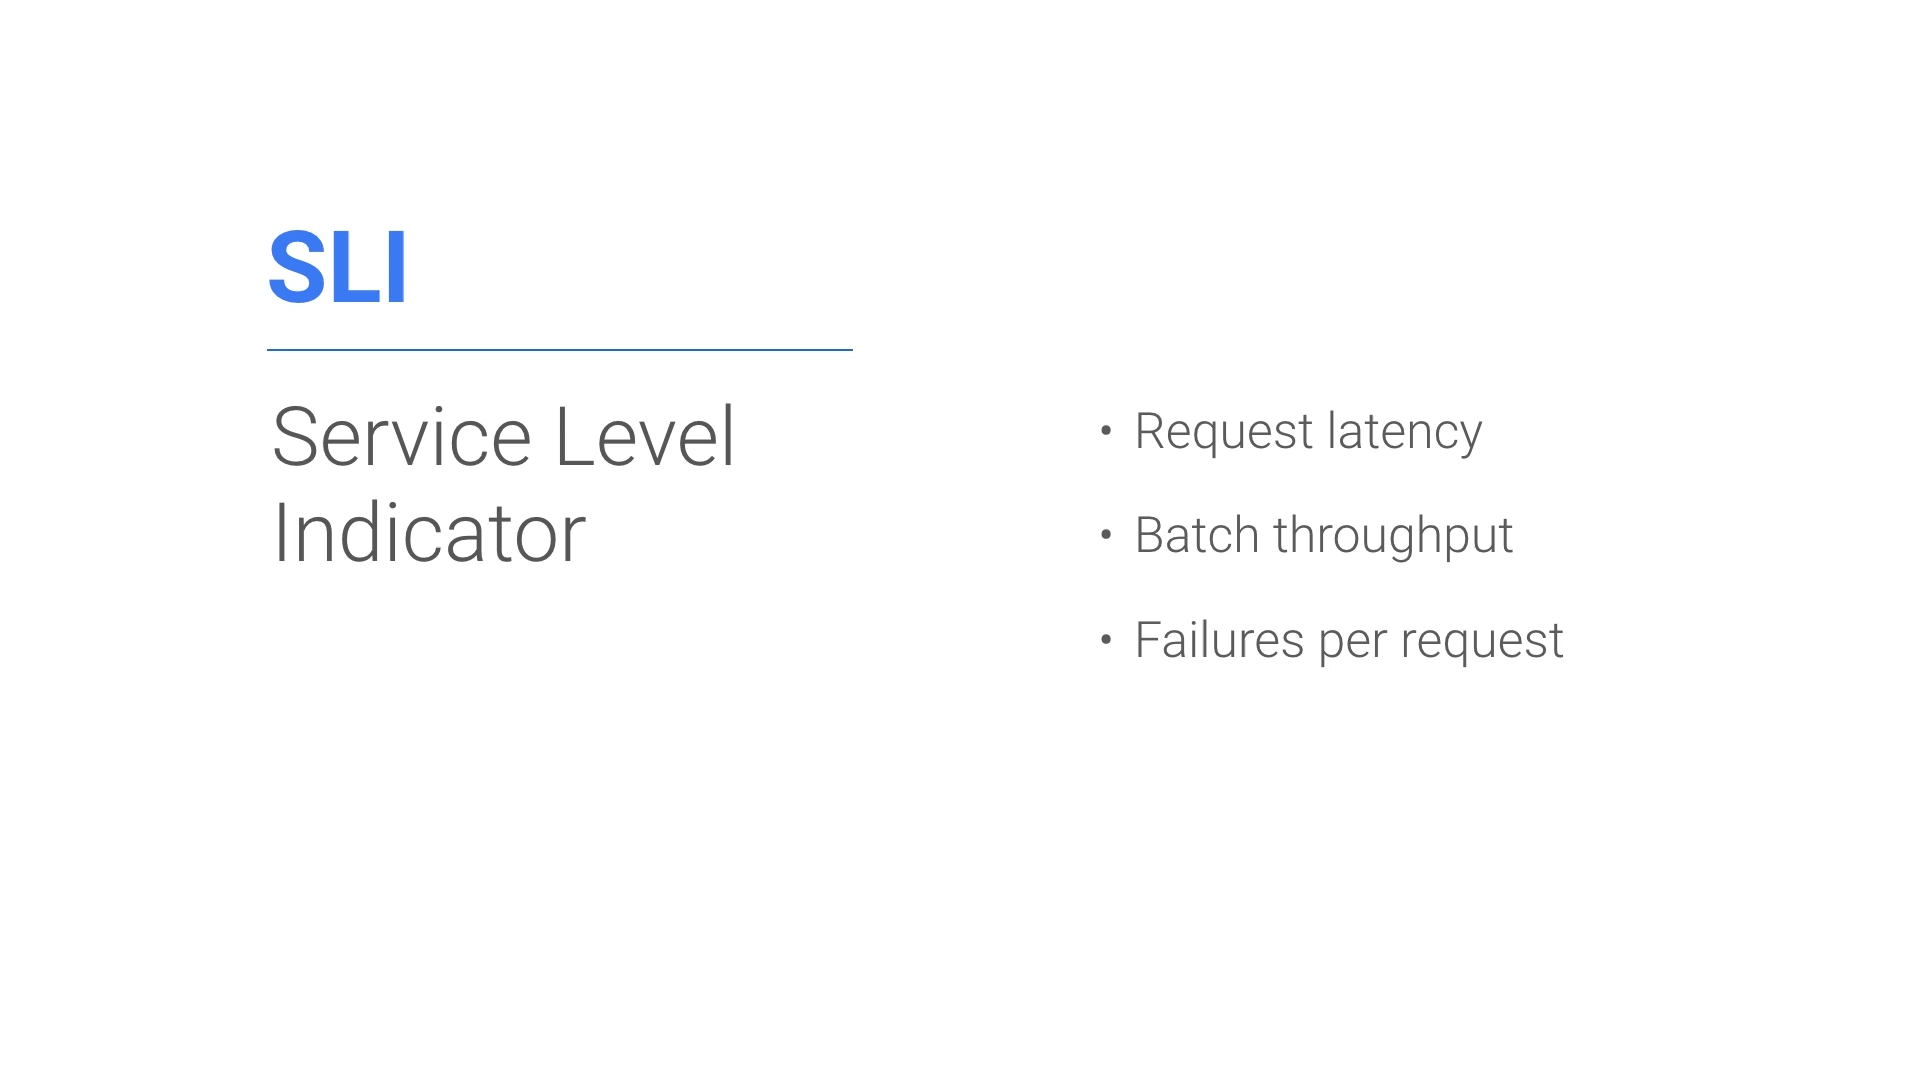 SLI
Service Level
Indicator
• Request latency
• Batch throughput
• Failures per request